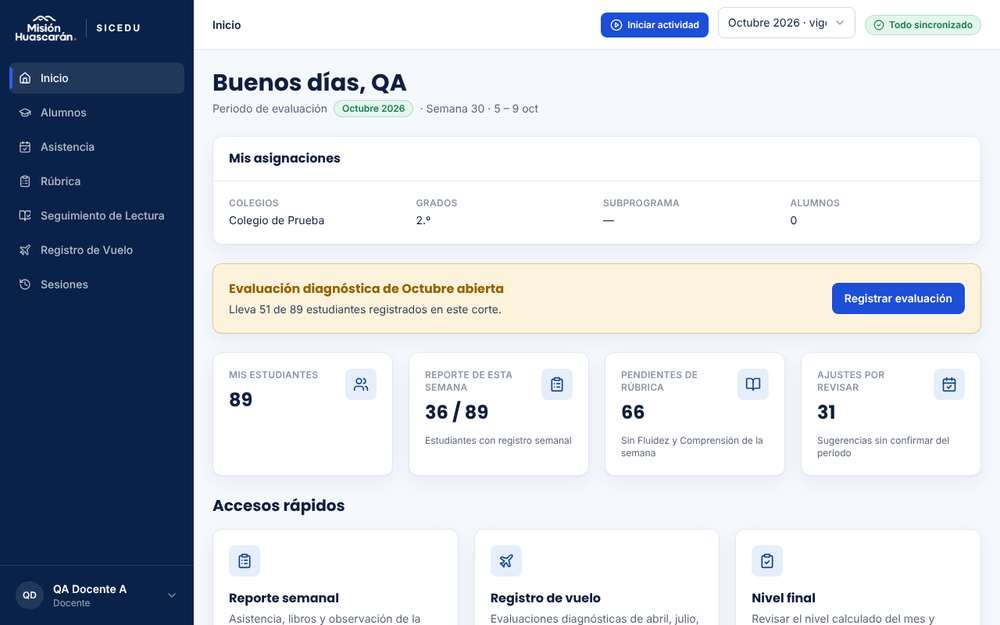 Misión
Huascarán.
SICEDU
Inicio
Alumnos
Asistencia
Rúbrica
Seguimiento de Lectura
Registro de Vuelo
Sesiones
QD
QA Docente A
Docente
Inicio
Iniciar actividad
Octubre 2026 · vig
Todo sincronizado
Buenos días, QA
Periodo de evaluación Octubre 2026 · Semana 30 · 5 – 9 oct
Mis asignaciones
COLEGIOS GRADOS SUBPROGRAMA ALUMNOS
Colegio de Prueba 2.º — 0
Evaluación diagnóstica de Octubre abierta
Lleva 51 de 89 estudiantes registrados en este corte.
Registrar evaluación
MIS ESTUDIANTES
89
REPORTE DE ESTA
SEMANA
36 / 89
Estudiantes con registro semanal
PENDIENTES DE
RÚBRICA
66
Sin Fluidez y Comprensión de la
semana
AJUSTES POR
REVISAR
31
Sugerencias sin confirmar del
periodo
Accesos rápidos
Reporte semanal
Asistencia, libros y observación de la
Registro de vuelo
Evaluaciones diagnósticas de abril, julio,
Nivel final
Revisar el nivel calculado del mes y